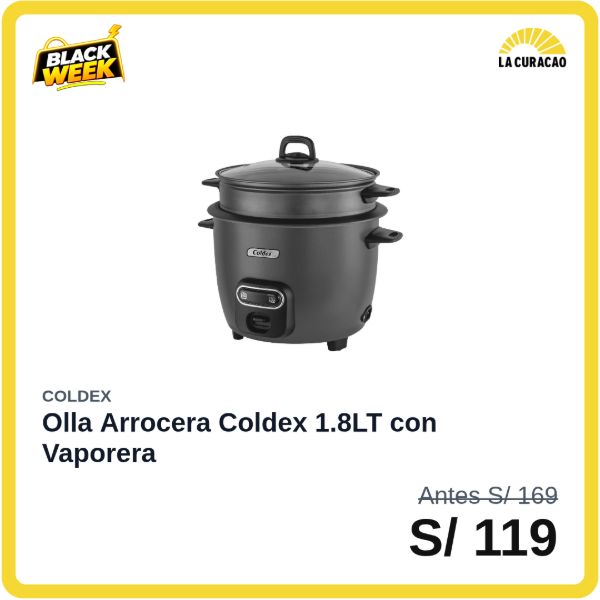 BLACK
WEEK
LA CURACAO
Coldex
COLDEX
Olla Arrocera Coldex 1.8LT con
Vaporera
Antes S/ 169
S/ 119